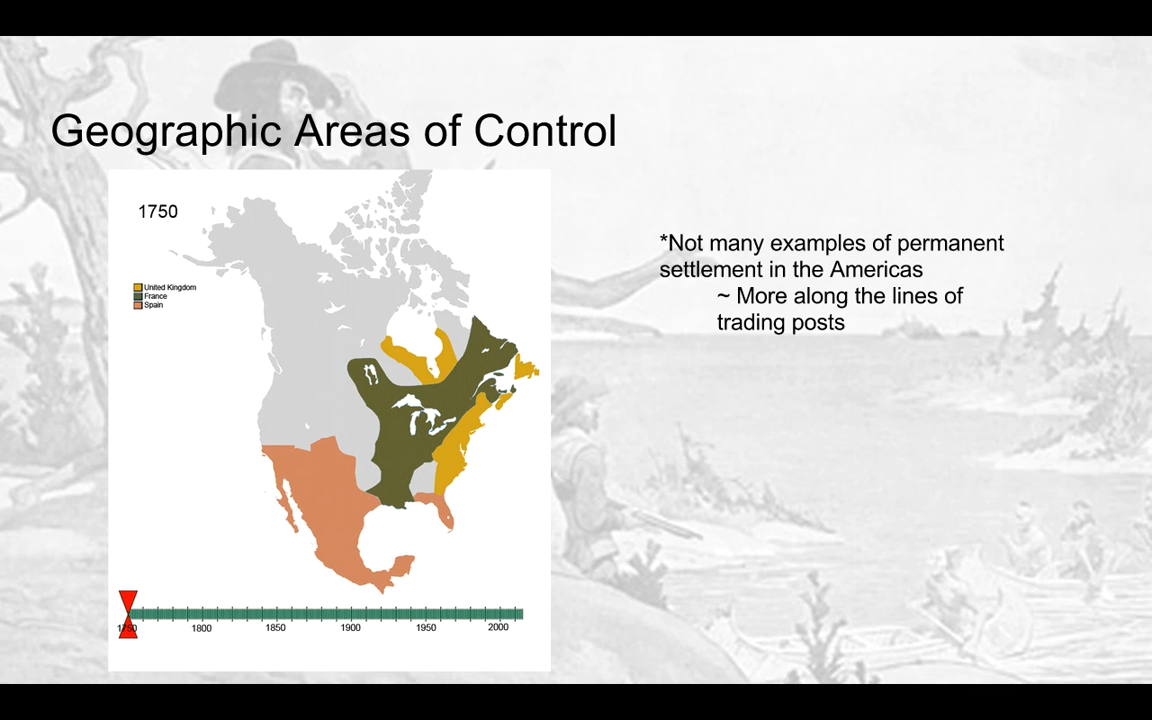 Geographic Areas of Control
1750
United Kingdom
France
Spain
1750 1800 1850 1900 1950 2000
*Not many examples of permanent
settlement in the Americas
~ More along the lines of
trading posts